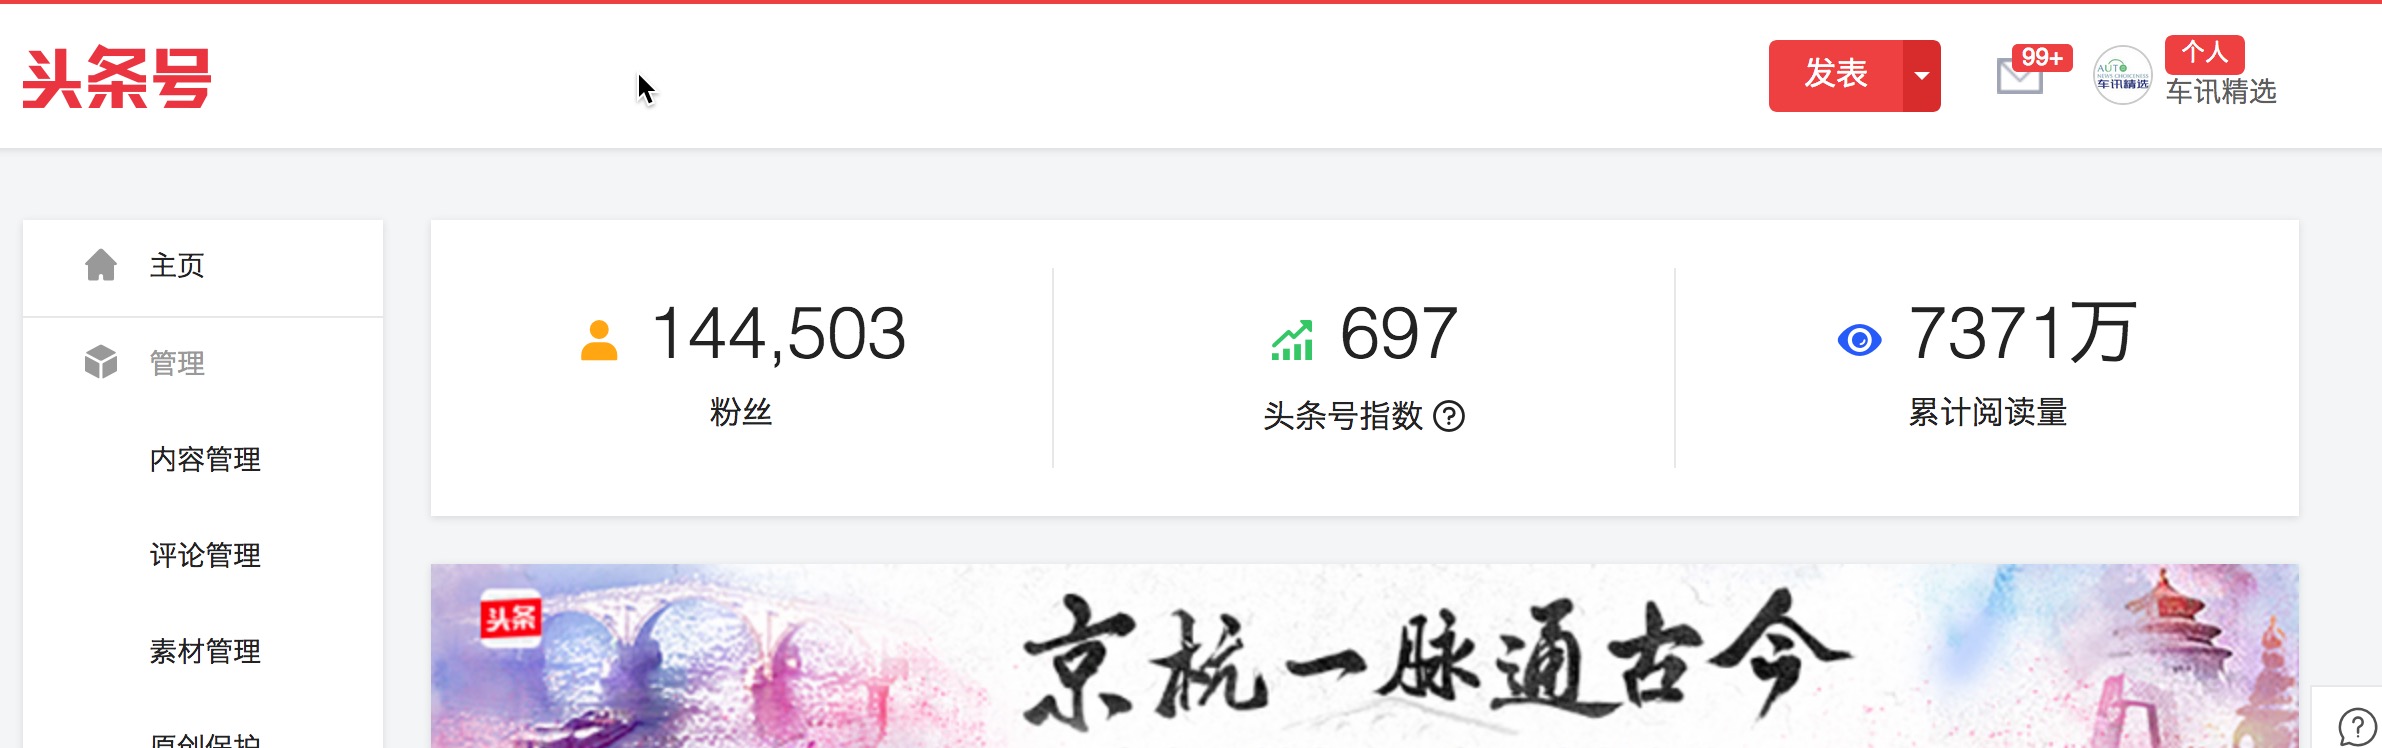 头条号
发表
99+
个人
AUTO
NEWS CHOICENESS
车讯精选
车讯精选
主页
管理
内容管理
评论管理
素材管理
原创保护
144,503
粉丝
697
头条号指数 ?
7371万
累计阅读量
头条
京杭一脉通古今
?